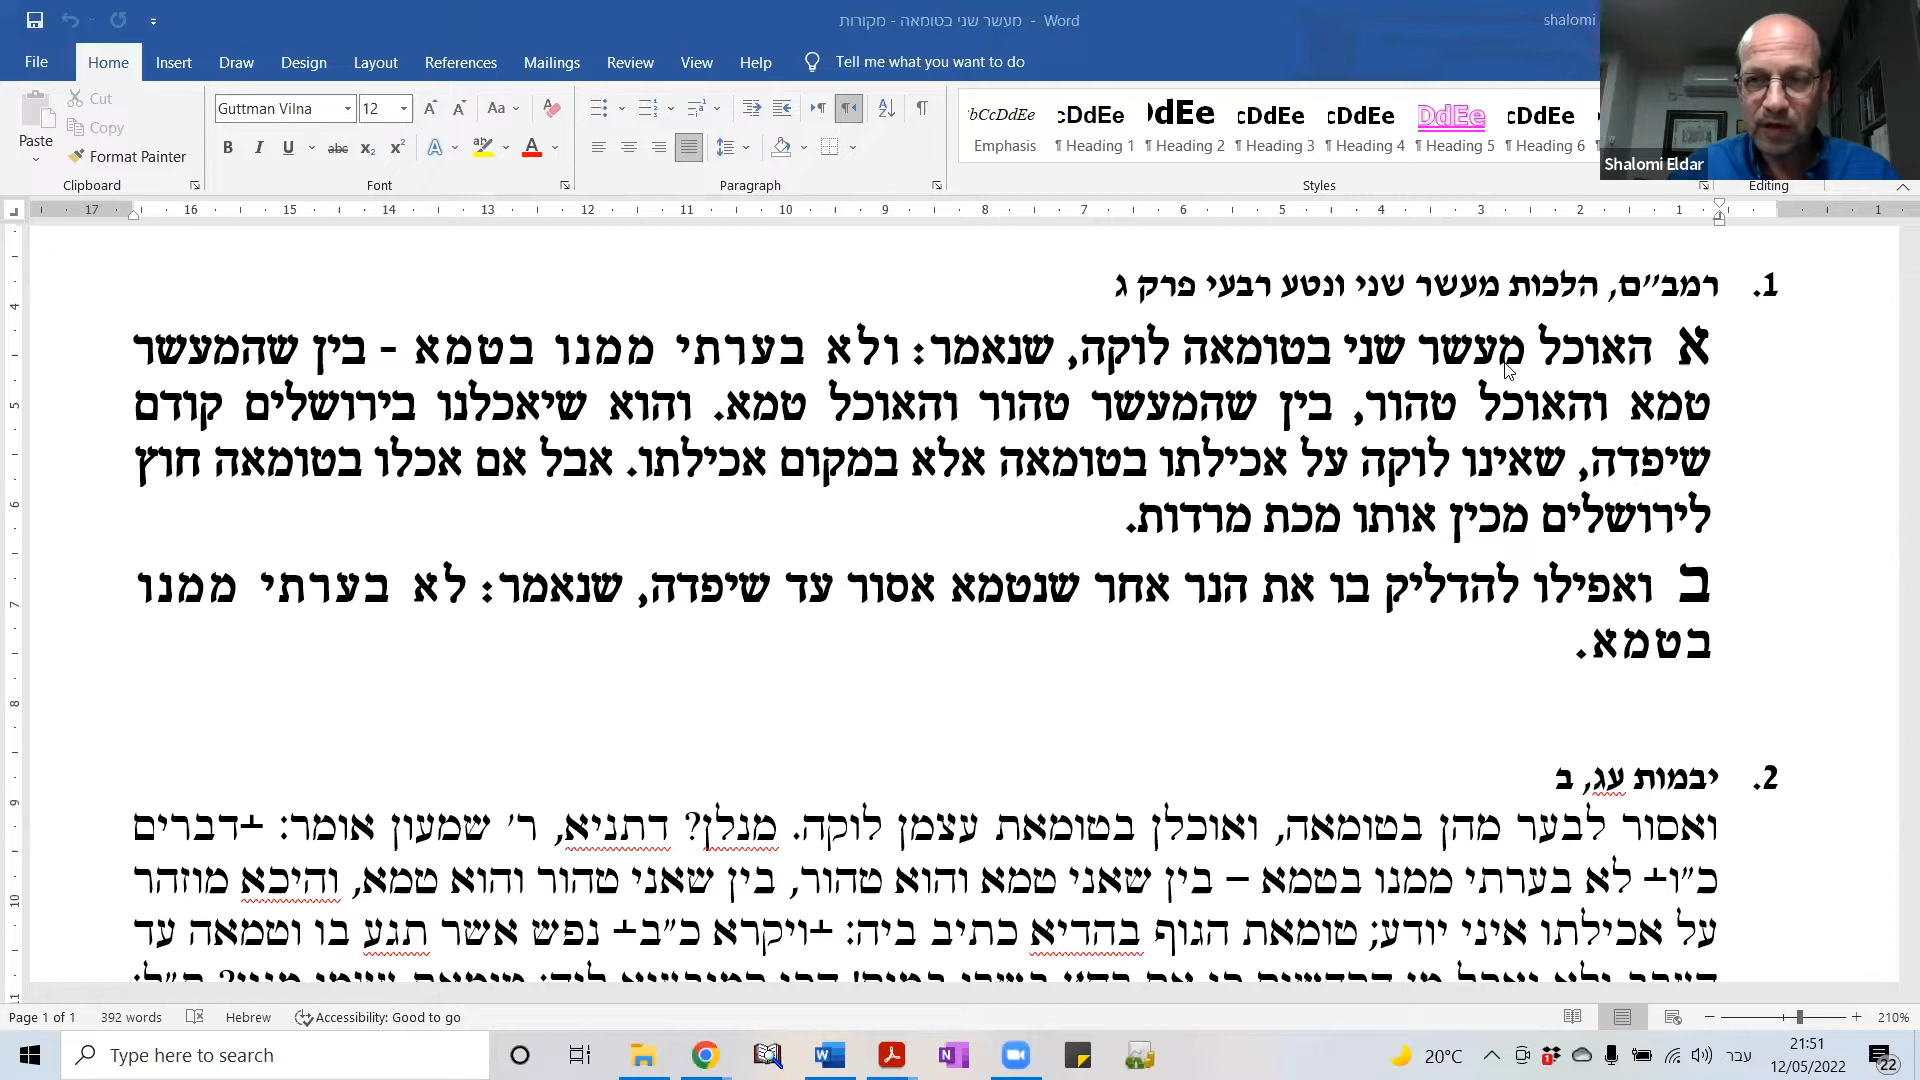 מעשר שני בטומאה - מקורות - Word
shalomi
File Home Insert Draw Design Layout References Mailings Review View Help Tell me what you want to do
Shalomi Eldar
Paste
Cut
Copy
Format Painter
Clipboard
Guttman Vilna 12
Font
Paragraph
Emphasis ¶ Heading 1 ¶ Heading 2 ¶ Heading 3 ¶ Heading 4 ¶ Heading 5 ¶ Heading 6
Styles
Editing
1. רמב"ם, הלכות מעשר שני ונטע רבעי פרק ג
א האוכל מעשר שני בטומאה לוקה, שנאמר: ולא בערתי ממנו בטמא - בין שהמעשר
טמא והאוכל טהור, בין שהמעשר טהור והאוכל טמא. והוא שיאכלנו בירושלים קודם
שיפדה, שאינו לוקה על אכילתו בטומאה אלא במקום אכילתו. אבל אם אכלו בטומאה חוץ
לירושלים מכין אותו מכת מרדות.
ב ואפילו להדליק בו את הנר אחר שנטמא אסור עד שיפדה, שנאמר: לא בערתי ממנו
בטמא.
2. יבמות עג, ב
ואסור לבער מהן בטומאה, ואוכלן בטומאת עצמן לוקה. מנלן? דתניא, ר' שמעון אומר: דברים
כ"ו לא בערתי ממנו בטמא – בין שאני טמא והוא טהור, בין שאני טהור והוא טמא, והיכא מוזהר
על אכילתו איני יודע; טומאת הגוף בהדיא כתיב ביה: ויקרא כ"ב נפש אשר תגע בו וטמאה עד
Page 1 of 1 392 words Hebrew Accessibility: Good to go 210%
Type here to search
20°C
עבר
21:51
12/05/2022
22